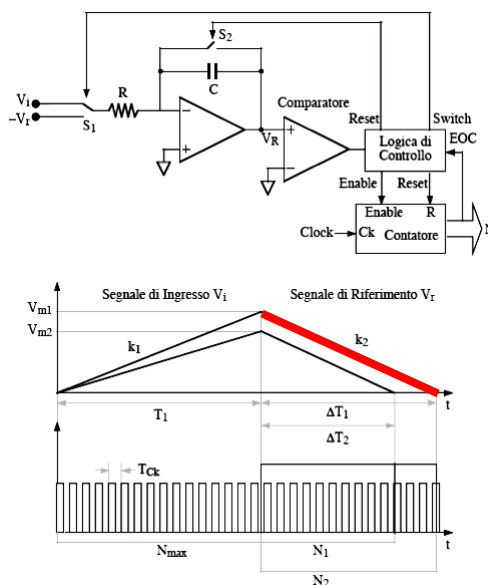 S2
Vi
R
C
Comparatore
Reset
Switch
−Vr
S1
−
+
VR
+
−
Logica di
Controllo
EOC
Enable
Reset
Enable R
Clock
Ck Contatore
N
Segnale di Ingresso Vi
Segnale di Riferimento Vr
Vm1
Vm2
k1
k2
t
T1
ΔT1
ΔT2
TCk
t
Nmax
N1
N2